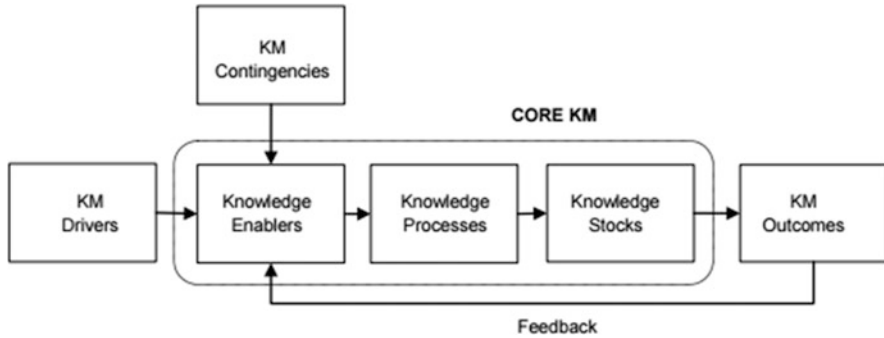 KM
Contingencies
CORE KM
KM
Drivers
Knowledge
Enablers
Knowledge
Processes
Knowledge
Stocks
KM
Outcomes
Feedback